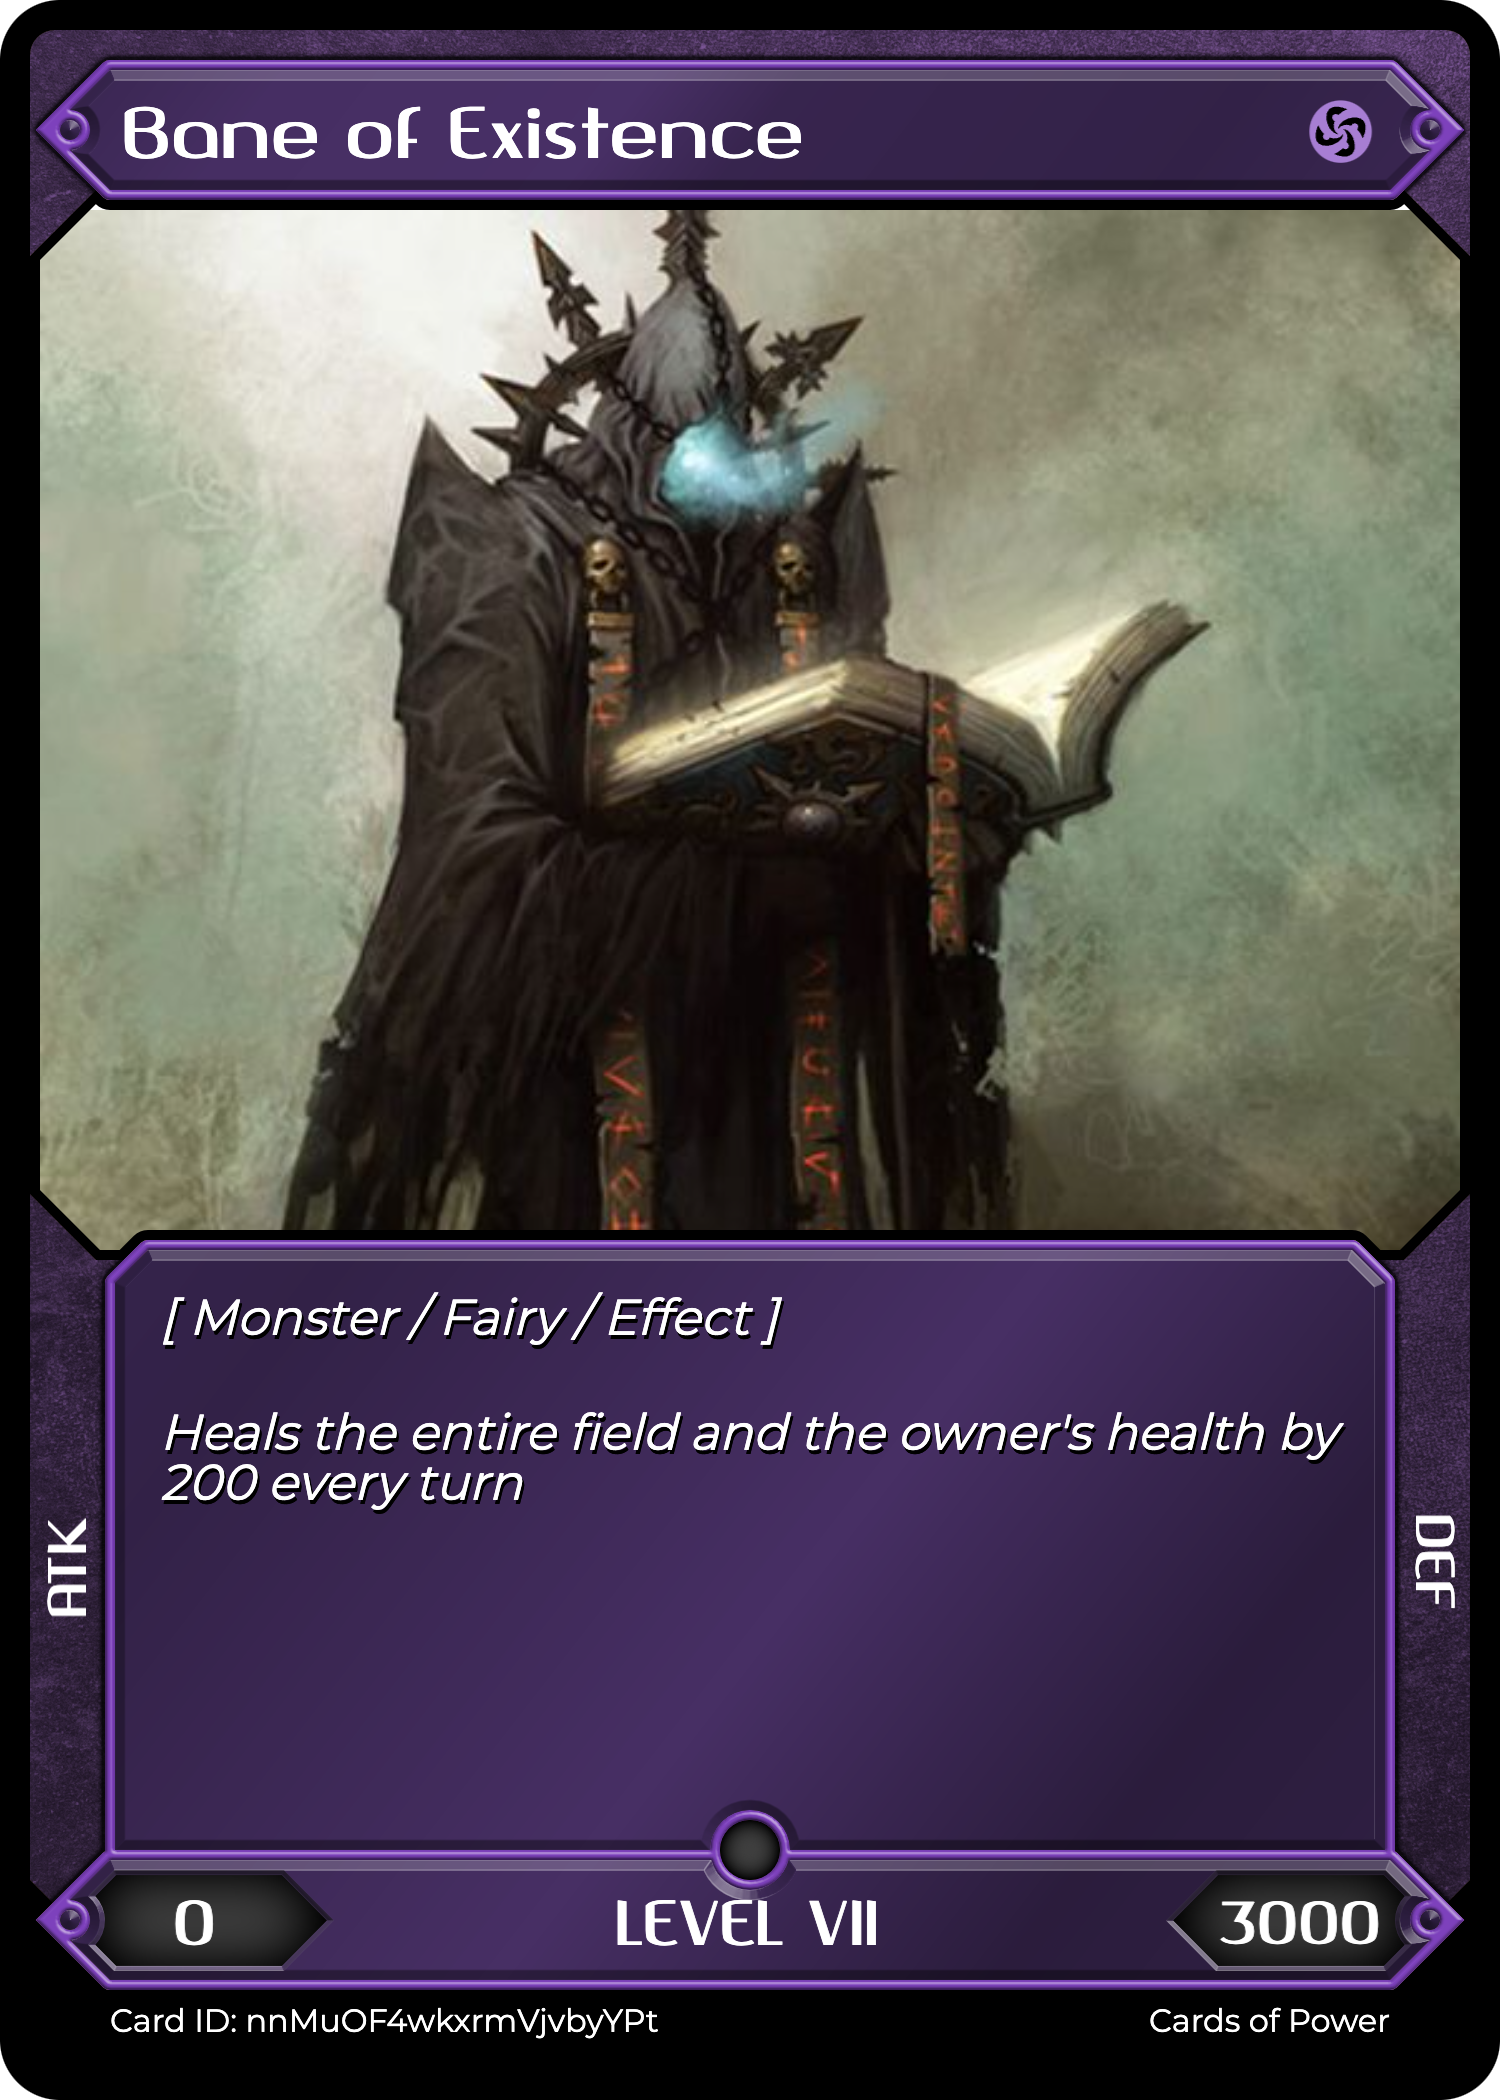 Bane of Existence
[ Monster / Fairy / Effect ]
Heals the entire field and the owner's health by
200 every turn
ATK
DEF
0
LEVEL VII
3000
Card ID: nnMuOF4wkxrmVjvbyYPt
Cards of Power